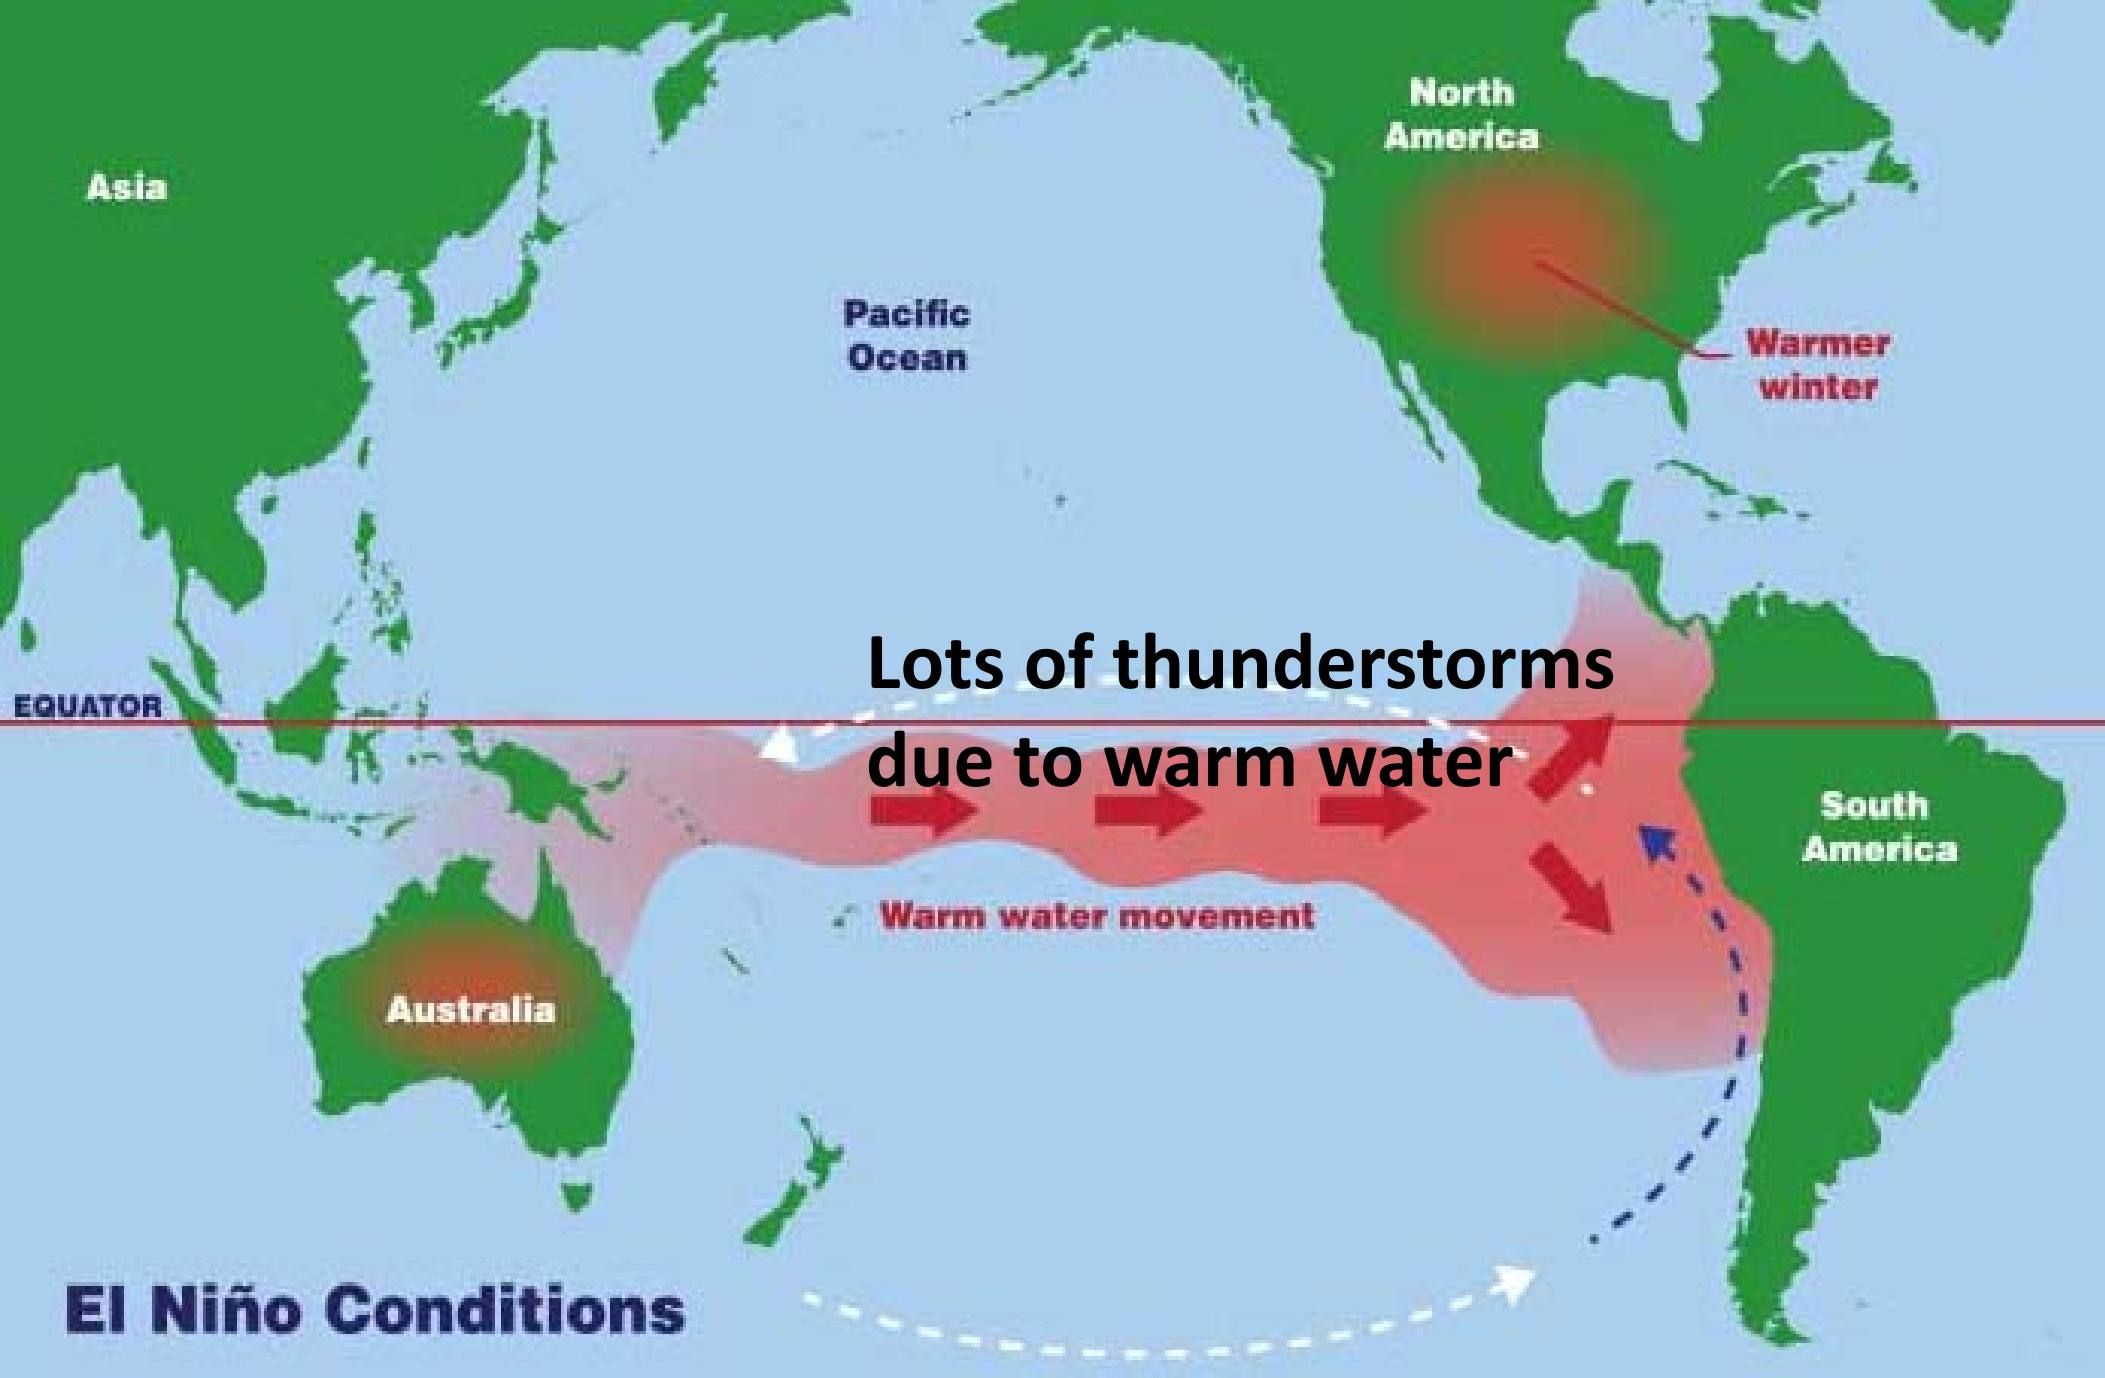 North
America
Asia
Pacific
Ocean
Warmer
winter
Lots of thunderstorms
EQUATOR
due to warm water
South
America
Warm water movement
Australia
El Niño Conditions